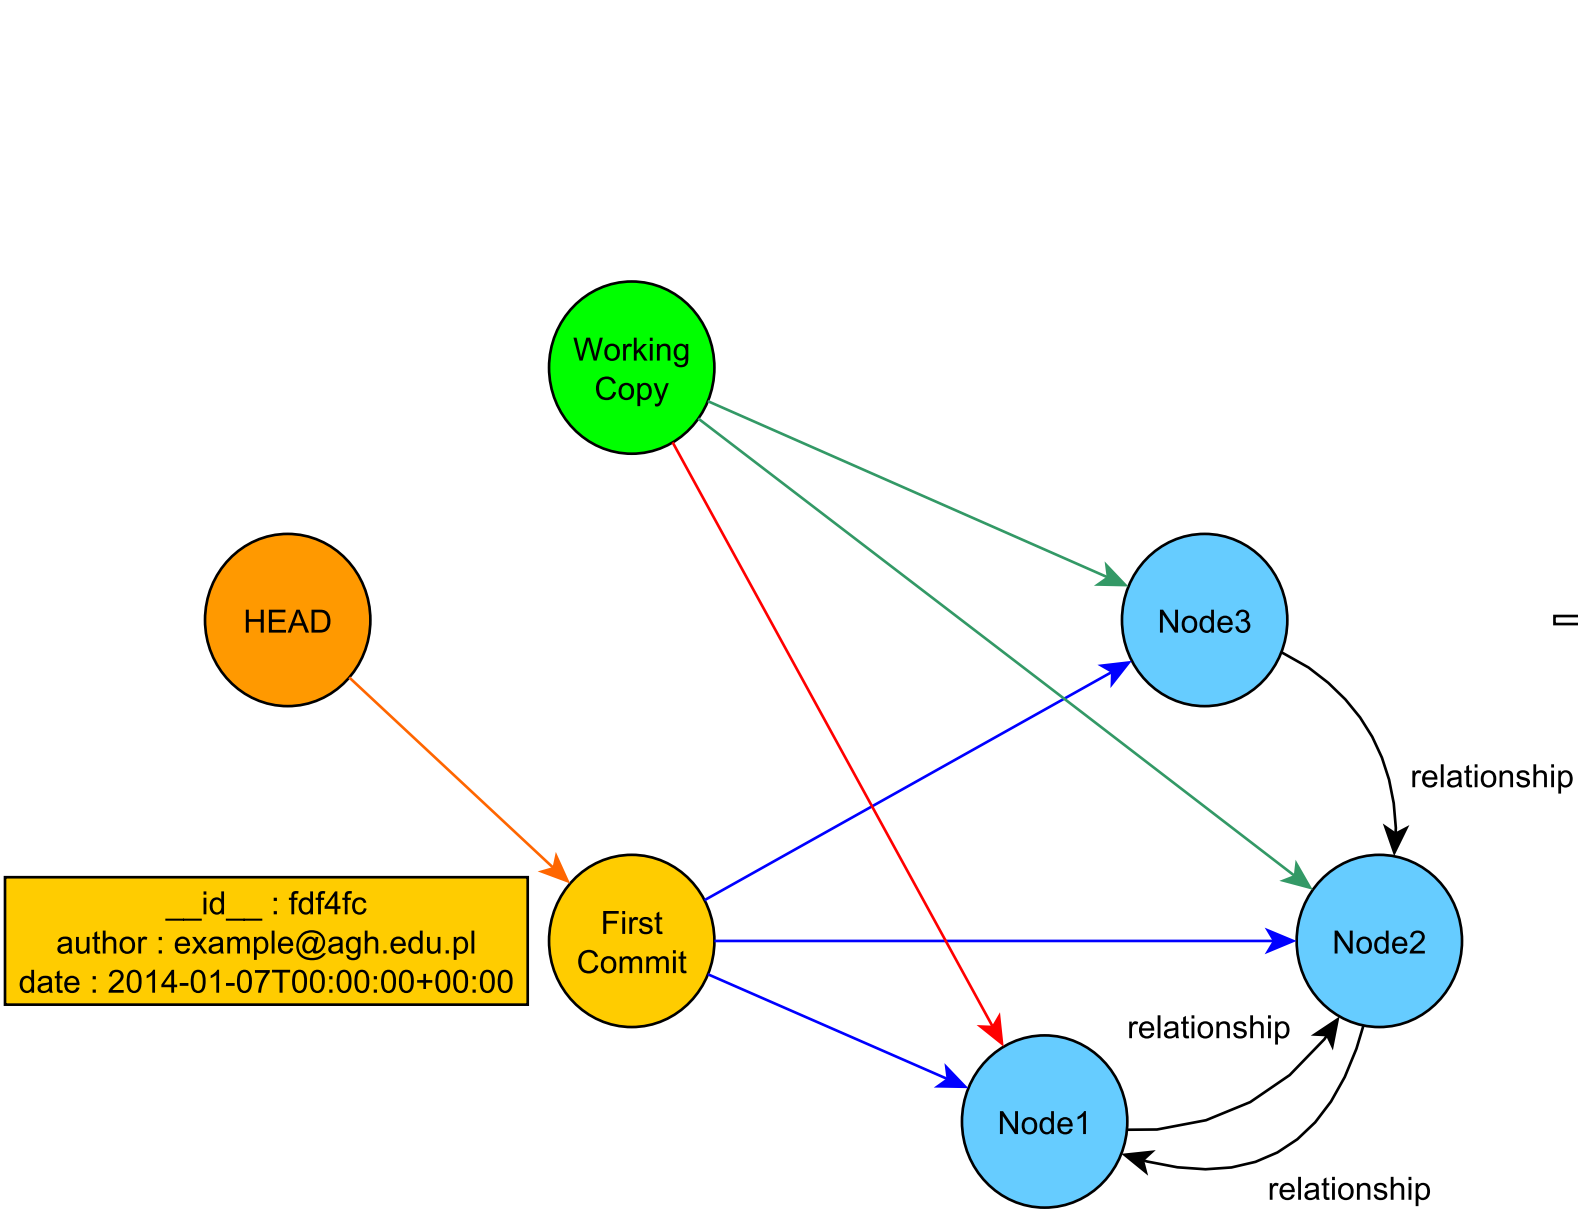 Working
Copy
HEAD
Node3
relationship
__id__ : fdf4fc
author : example@agh.edu.pl
date : 2014-01-07T00:00:00+00:00
First
Commit
Node2
relationship
Node1
relationship